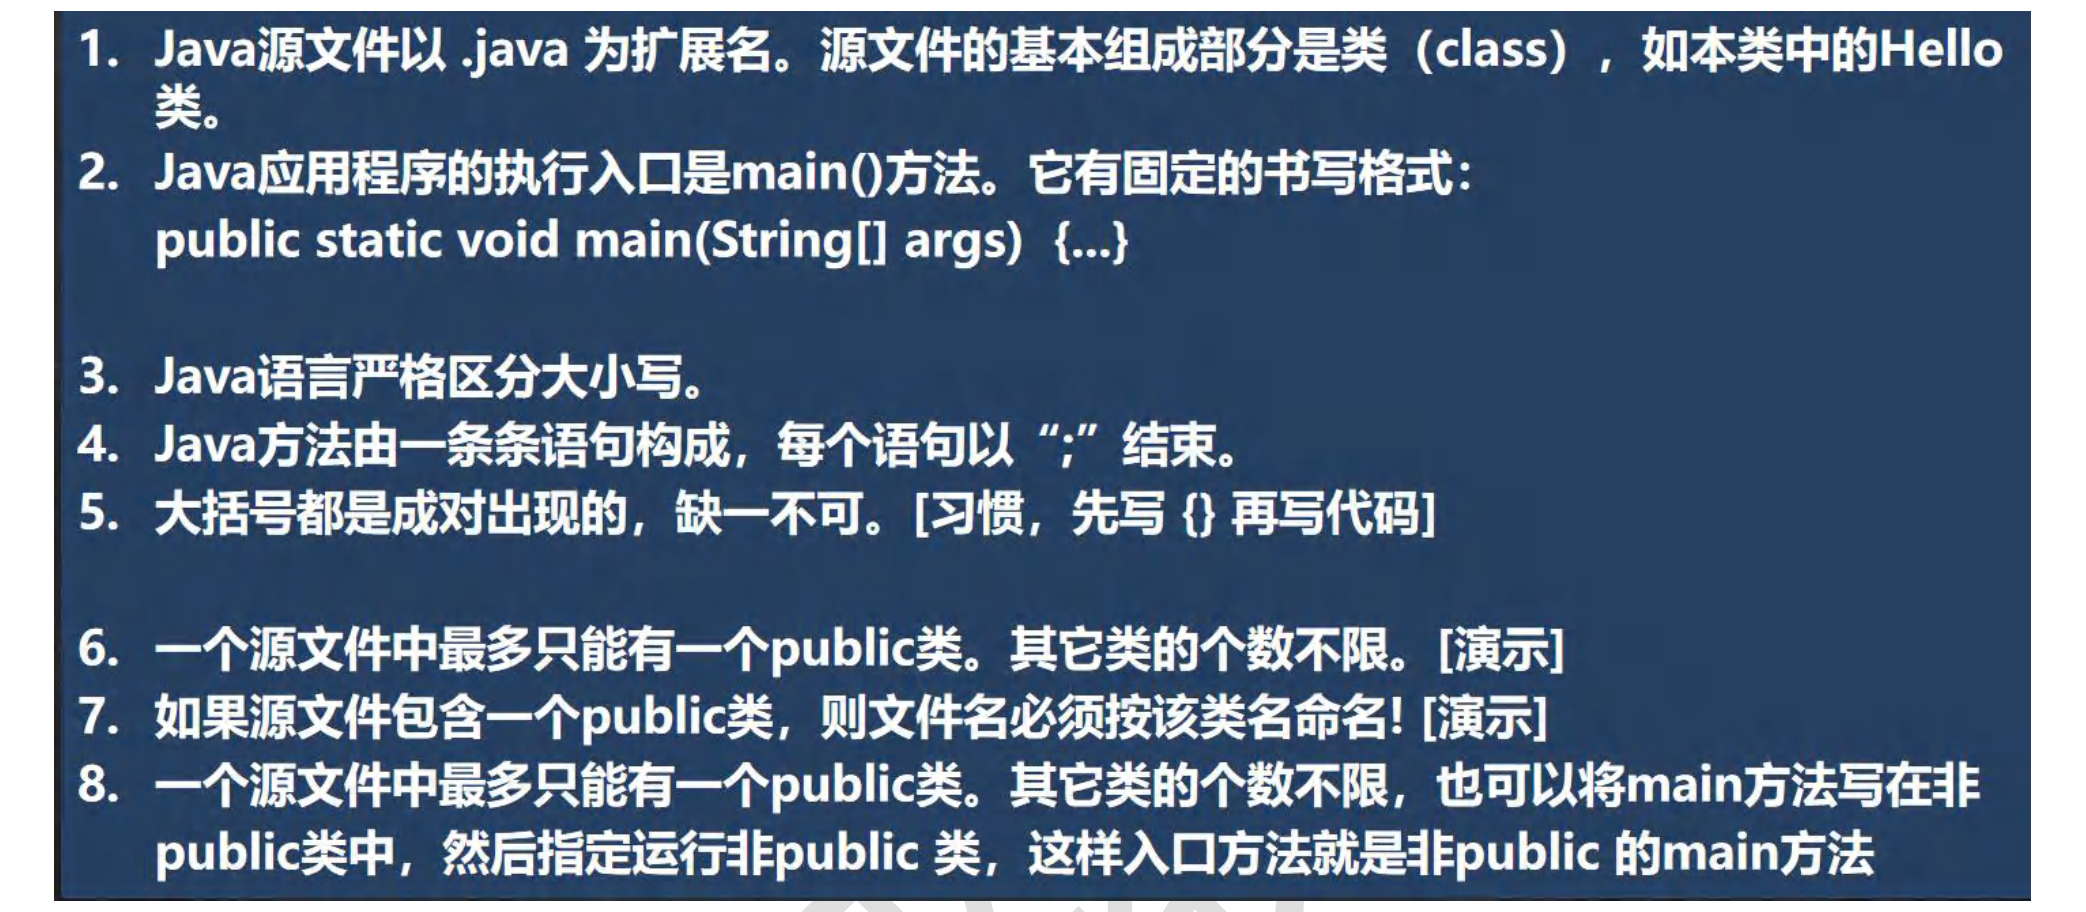 1. Java源文件以 .java 为扩展名。源文件的基本组成部分是类（class），如本类中的Hello
类。
2. Java应用程序的执行入口是main()方法。它有固定的书写格式：
public static void main(String[] args) {...}
3. Java语言严格区分大小写。
4. Java方法由一条条语句构成，每个语句以“;”结束。
5. 大括号都是成对出现的，缺一不可。[习惯，先写 {} 再写代码]
6. 一个源文件中最多只能有一个public类。其它类的个数不限。[演示]
7. 如果源文件包含一个public类，则文件名必须按该类名命名! [演示]
8. 一个源文件中最多只能有一个public类。其它类的个数不限，也可以将main方法写在非
public类中，然后指定运行非public 类，这样入口方法就是非public 的main方法